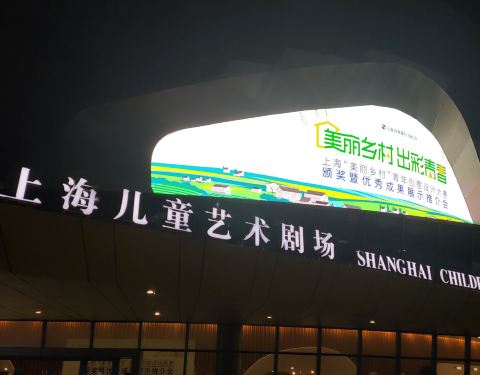 美丽乡村 出彩青春
上海“美丽乡村”青年创意设计大赛
颁奖暨优秀成果展示推介会
上海儿童艺术剧场 SHANGHAI CHILD